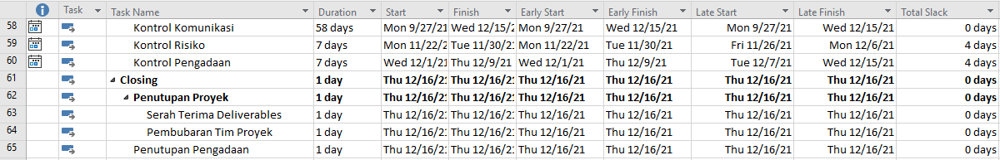 Task Task Name Duration Start Finish Early Start Early Finish Late Start Late Finish Total Slack
58 Kontrol Komunikasi 58 days Mon 9/27/21 Wed 12/15/2 Mon 9/27/21 Wed 12/15/21 Mon 9/27/21 Wed 12/15/21 0 days
59 Kontrol Risiko 7 days Mon 11/22/2 Tue 11/30/21 Mon 11/22/21 Tue 11/30/21 Fri 11/26/21 Mon 12/6/21 4 days
60 Kontrol Pengadaan 7 days Wed 12/1/21 Thu 12/9/21 Wed 12/1/21 Thu 12/9/21 Tue 12/7/21 Wed 12/15/21 4 days
61 Closing 1 day Thu 12/16/21 Thu 12/16/21 Thu 12/16/21 Thu 12/16/21 Thu 12/16/21 Thu 12/16/21 0 days
62 Penutupan Proyek 1 day Thu 12/16/21 Thu 12/16/21 Thu 12/16/21 Thu 12/16/21 Thu 12/16/21 Thu 12/16/21 0 days
63 Serah Terima Deliverables 1 day Thu 12/16/21 Thu 12/16/21 Thu 12/16/21 Thu 12/16/21 Thu 12/16/21 Thu 12/16/21 0 days
64 Pembubaran Tim Proyek 1 day Thu 12/16/21 Thu 12/16/21 Thu 12/16/21 Thu 12/16/21 Thu 12/16/21 Thu 12/16/21 0 days
65 Penutupan Pengadaan 1 day Thu 12/16/21 Thu 12/16/21 Thu 12/16/21 Thu 12/16/21 Thu 12/16/21 Thu 12/16/21 0 days